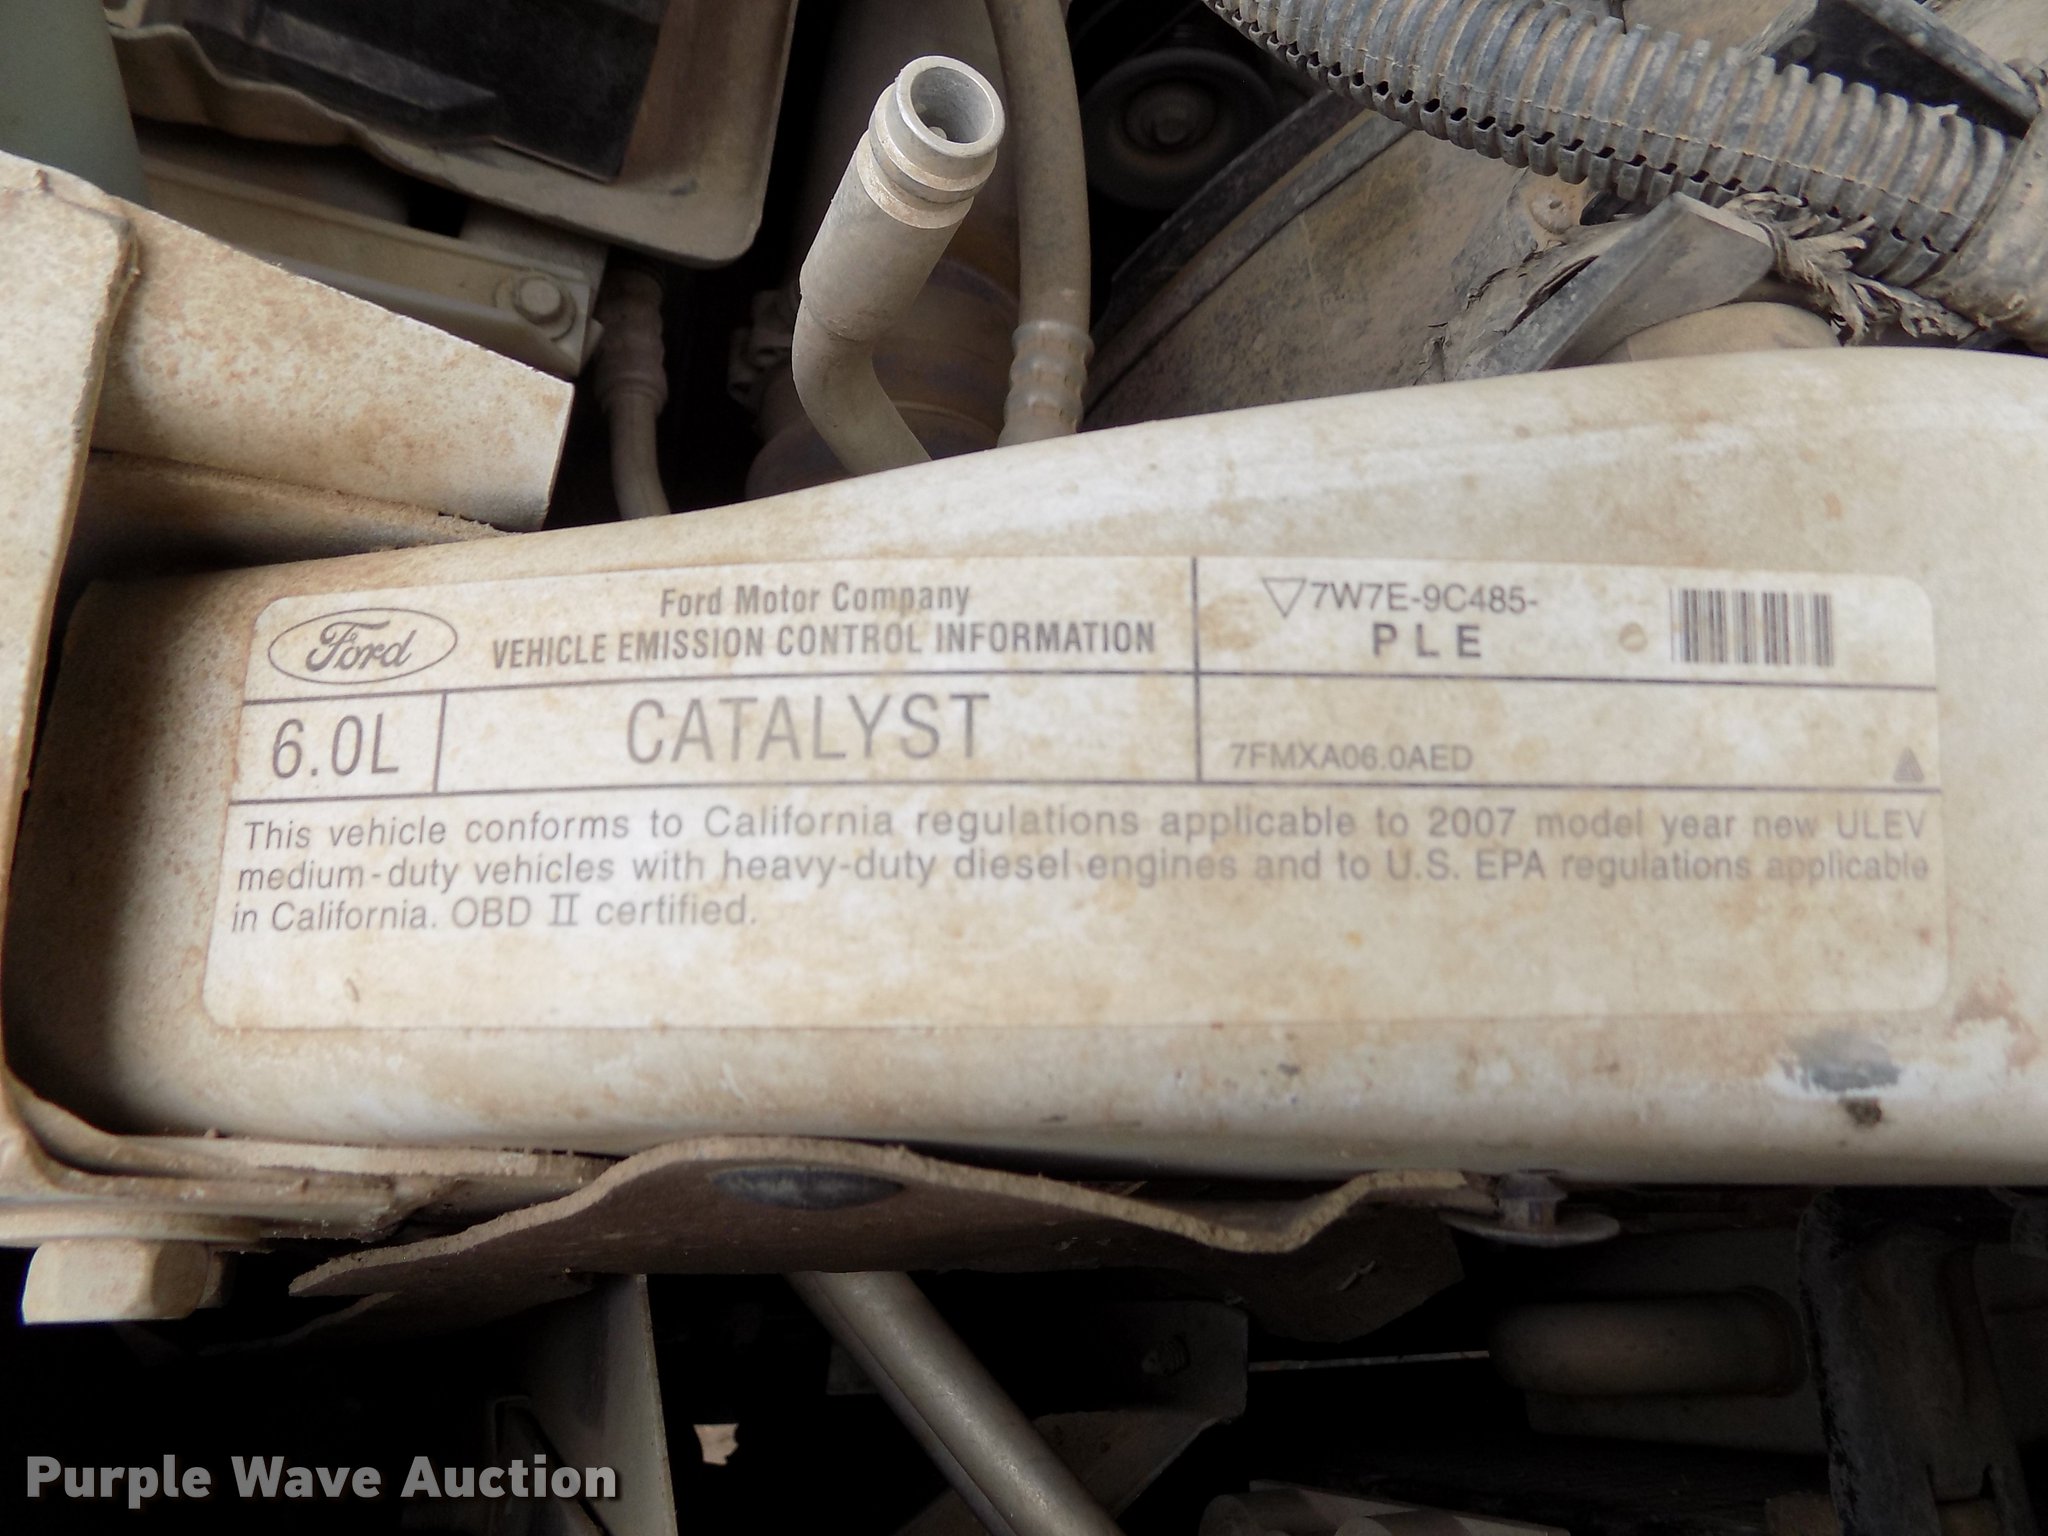 Ford
Ford Motor Company
VEHICLE EMISSION CONTROL INFORMATION
7W7E-9C485-
PLE
6.0L
CATALYST
7FMXA06.0AED
This vehicle conforms to California regulations applicable to 2007 model year new ULEV
medium-duty vehicles with heavy-duty diesel engines and to U.S. EPA regulations applicable
in California. OBD II certified.
Purple Wave Auction